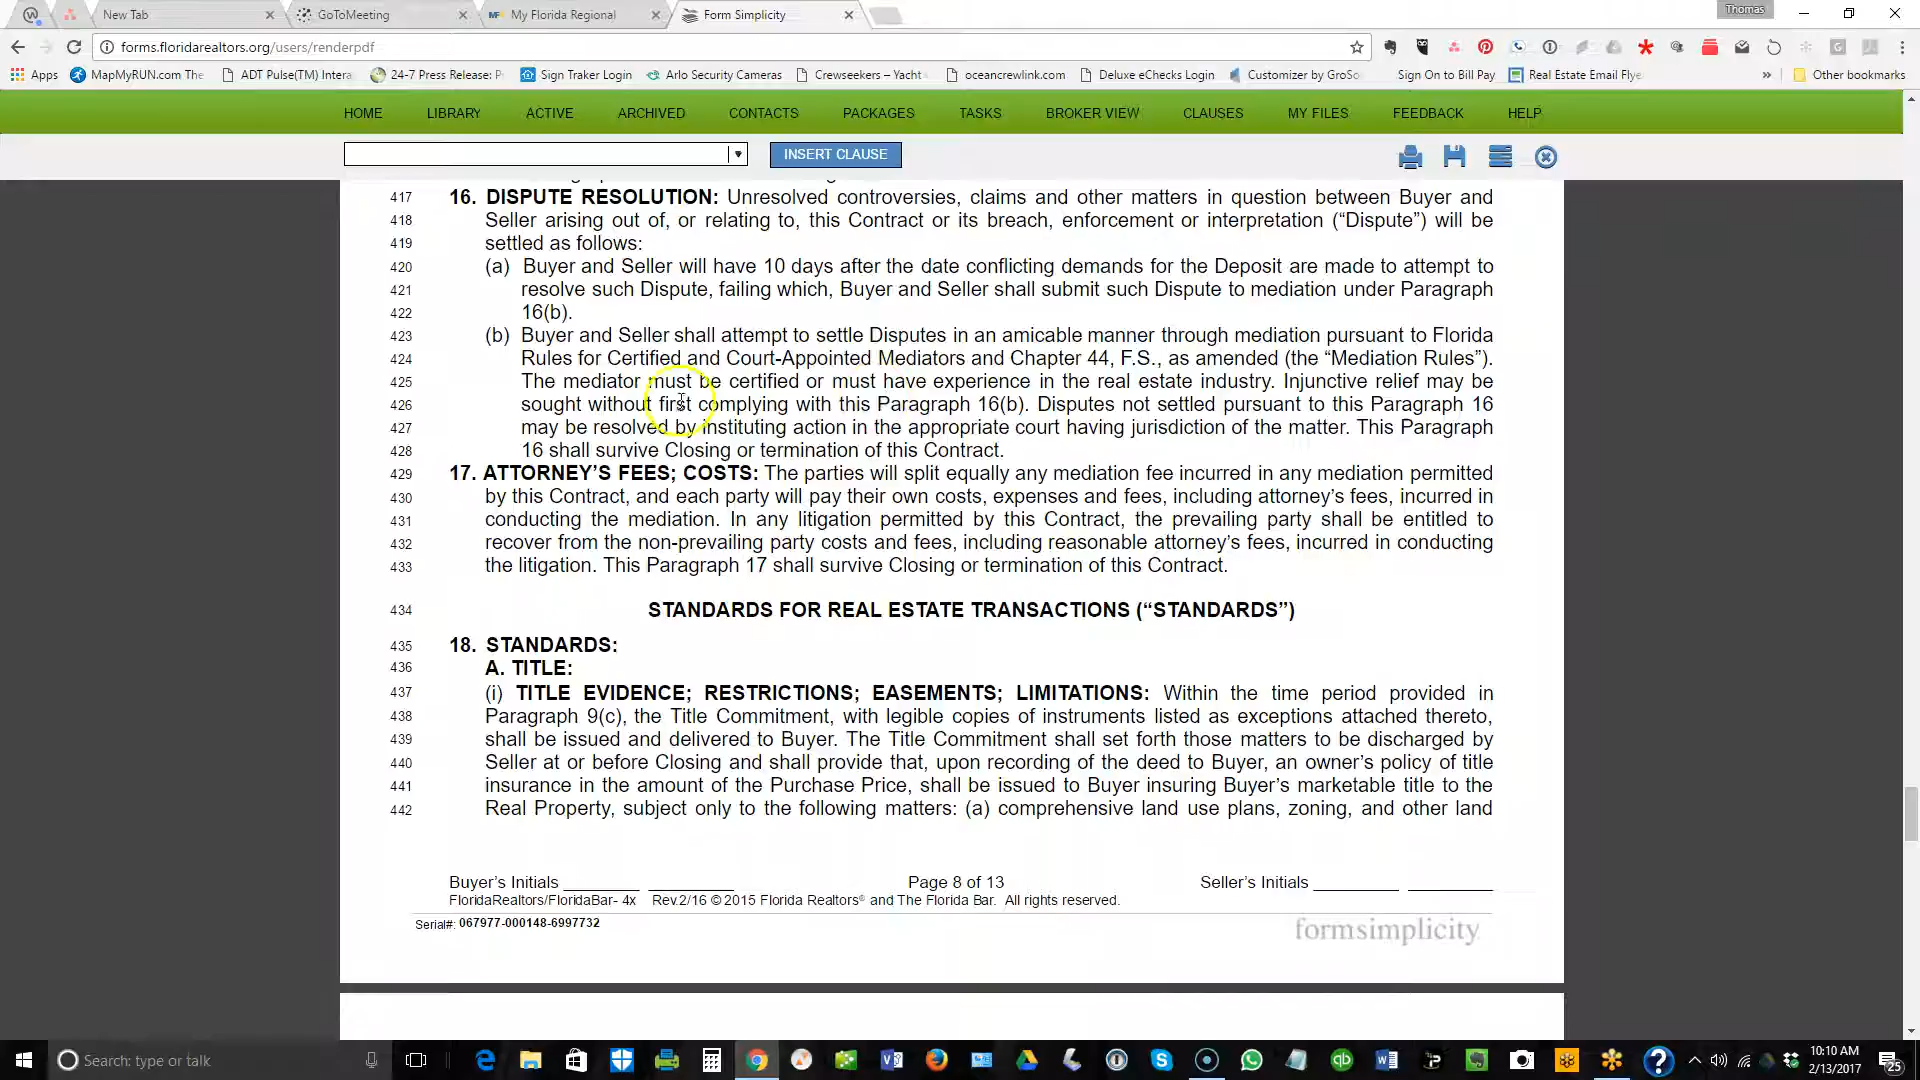 New Tab
GoToMeeting
My Florida Regional
Form Simplicity
Thomas
forms.floridarealtors.org/users/renderpdf
Apps
MapMyRUN.com The
ADT Pulse(TM) Intera
24-7 Press Release: P
Sign Traker Login
Arlo Security Cameras
Crewseekers – Yacht
oceancrewlink.com
Deluxe eChecks Login
Customizer by GroSo
Sign On to Bill Pay
Real Estate Email Flye
»
Other bookmarks
HOME LIBRARY ACTIVE ARCHIVED CONTACTS PACKAGES TASKS BROKER VIEW CLAUSES MY FILES FEEDBACK HELP
INSERT CLAUSE
417 16. DISPUTE RESOLUTION: Unresolved controversies, claims and other matters in question between Buyer and
418 Seller arising out of, or relating to, this Contract or its breach, enforcement or interpretation (“Dispute”) will be
419 settled as follows:
420 (a) Buyer and Seller will have 10 days after the date conflicting demands for the Deposit are made to attempt to
421 resolve such Dispute, failing which, Buyer and Seller shall submit such Dispute to mediation under Paragraph
422 16(b).
423 (b) Buyer and Seller shall attempt to settle Disputes in an amicable manner through mediation pursuant to Florida
424 Rules for Certified and Court-Appointed Mediators and Chapter 44, F.S., as amended (the “Mediation Rules”).
425 The mediator must be certified or must have experience in the real estate industry. Injunctive relief may be
426 sought without first complying with this Paragraph 16(b). Disputes not settled pursuant to this Paragraph 16
427 may be resolved by instituting action in the appropriate court having jurisdiction of the matter. This Paragraph
428 16 shall survive Closing or termination of this Contract.
429 17. ATTORNEY’S FEES; COSTS: The parties will split equally any mediation fee incurred in any mediation permitted
430 by this Contract, and each party will pay their own costs, expenses and fees, including attorney’s fees, incurred in
431 conducting the mediation. In any litigation permitted by this Contract, the prevailing party shall be entitled to
432 recover from the non-prevailing party costs and fees, including reasonable attorney’s fees, incurred in conducting
433 the litigation. This Paragraph 17 shall survive Closing or termination of this Contract.
434 STANDARDS FOR REAL ESTATE TRANSACTIONS (“STANDARDS”)
435 18. STANDARDS:
436 A. TITLE:
437 (i) TITLE EVIDENCE; RESTRICTIONS; EASEMENTS; LIMITATIONS: Within the time period provided in
438 Paragraph 9(c), the Title Commitment, with legible copies of instruments listed as exceptions attached thereto,
439 shall be issued and delivered to Buyer. The Title Commitment shall set forth those matters to be discharged by
440 Seller at or before Closing and shall provide that, upon recording of the deed to Buyer, an owner’s policy of title
441 insurance in the amount of the Purchase Price, shall be issued to Buyer insuring Buyer’s marketable title to the
442 Real Property, subject only to the following matters: (a) comprehensive land use plans, zoning, and other land
Buyer’s Initials ________ _________ Page 8 of 13 Seller’s Initials _________ _________
FloridaRealtors/FloridaBar- 4x Rev.2/16 © 2015 Florida Realtors® and The Florida Bar. All rights reserved.
Serial#: 067977-000148-6997732
formsimplicity
Search: type or talk
10:10 AM
2/13/2017
25